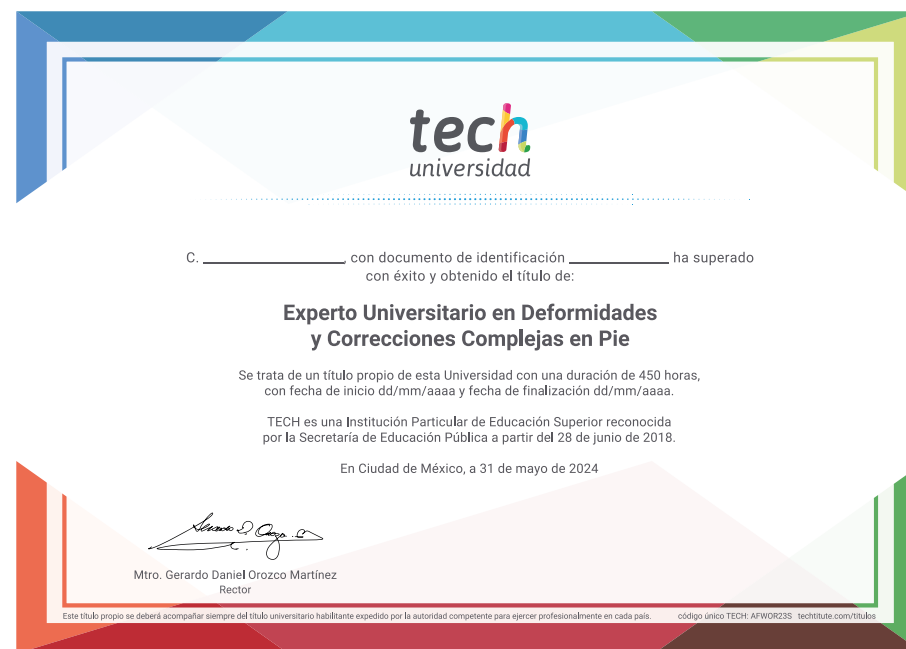 tech
universidad
C. ____________________, con documento de identificación ______________ ha superado
con éxito y obtenido el título de:
Experto Universitario en Deformidades
y Correcciones Complejas en Pie
Se trata de un título propio de esta Universidad con una duración de 450 horas,
con fecha de inicio dd/mm/aaaa y fecha de finalización dd/mm/aaaa.
TECH es una Institución Particular de Educación Superior reconocida
por la Secretaría de Educación Pública a partir del 28 de junio de 2018.
En Ciudad de México, a 31 de mayo de 2024
Mtro. Gerardo Daniel Orozco Martínez
Rector
Este título propio se deberá acompañar siempre del título universitario habilitante expedido por la autoridad competente para ejercer profesionalmente en cada país. código único TECH: AFWOR23S techtitute.com/titulos